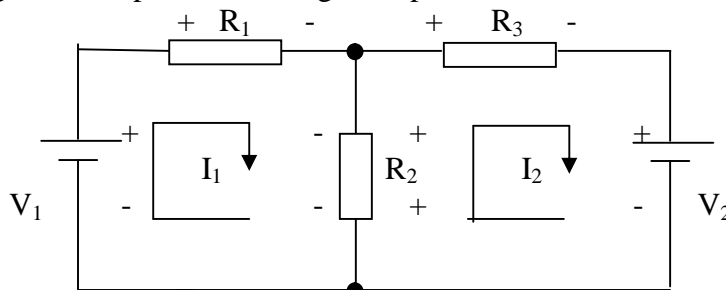 + R₁ - + R₃ -
+ - + +
I₁ R₂ I₂
V₁ - - + - V₂